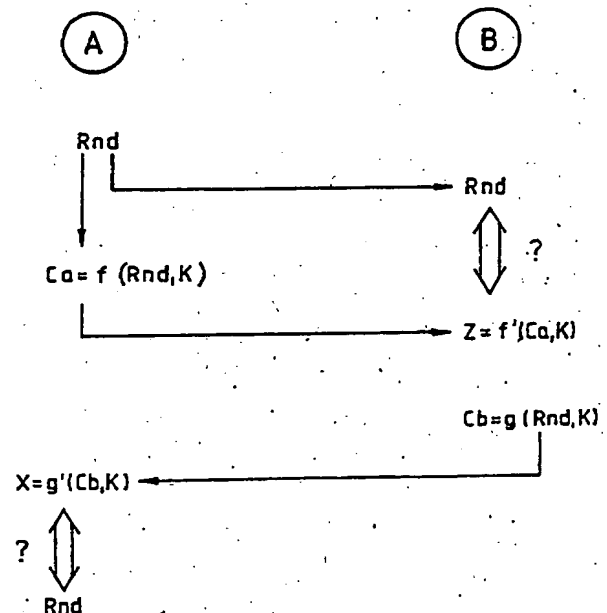 A
B
Rnd
Rnd
?
Ca=f (Rnd,K)
Z=f'(Ca,K)
Cb=g (Rnd,K)
X=g'(Cb,K)
?
Rnd